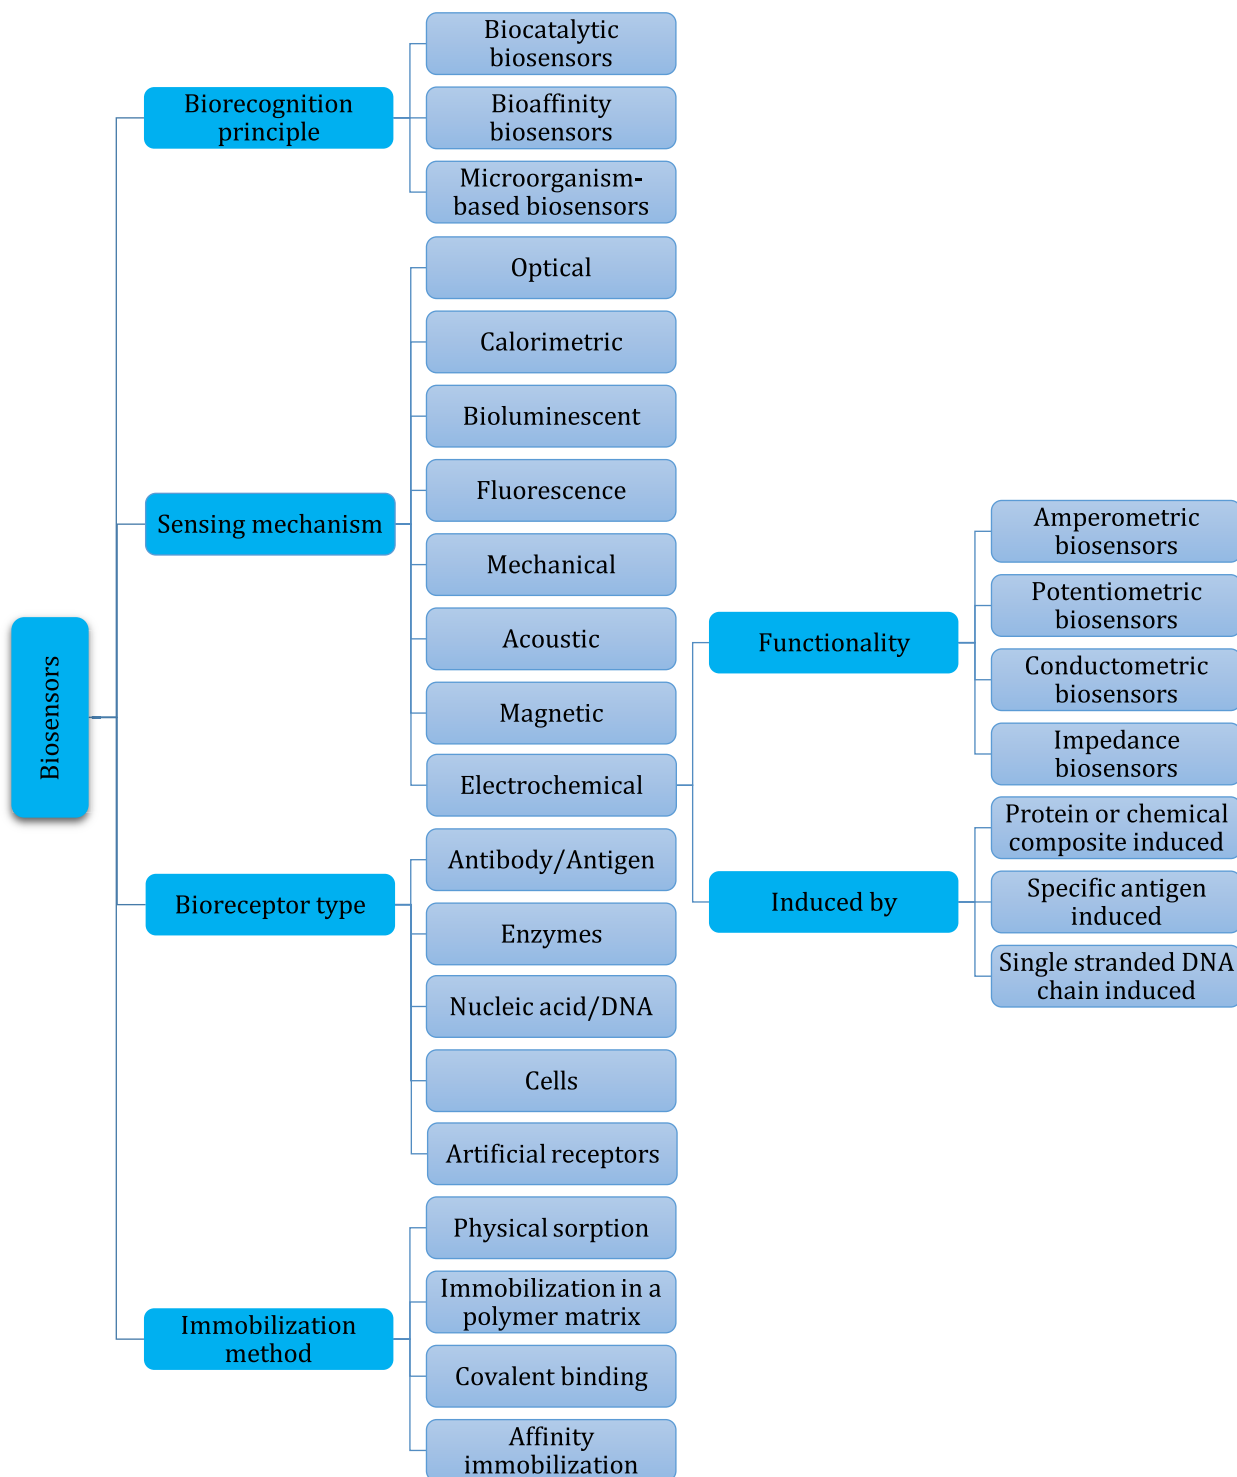 Biosensors
Biorecognition
principle
Biocatalytic
biosensors
Bioaffinity
biosensors
Microorganism-
based biosensors
Sensing mechanism
Optical
Calorimetric
Bioluminescent
Fluorescence
Mechanical
Acoustic
Magnetic
Electrochemical
Functionality
Amperometric
biosensors
Potentiometric
biosensors
Conductometric
biosensors
Impedance
biosensors
Induced by
Protein or chemical
composite induced
Specific antigen
induced
Single stranded DNA
chain induced
Bioreceptor type
Antibody/Antigen
Enzymes
Nucleic acid/DNA
Cells
Artificial receptors
Immobilization
method
Physical sorption
Immobilization in a
polymer matrix
Covalent binding
Affinity
immobilization